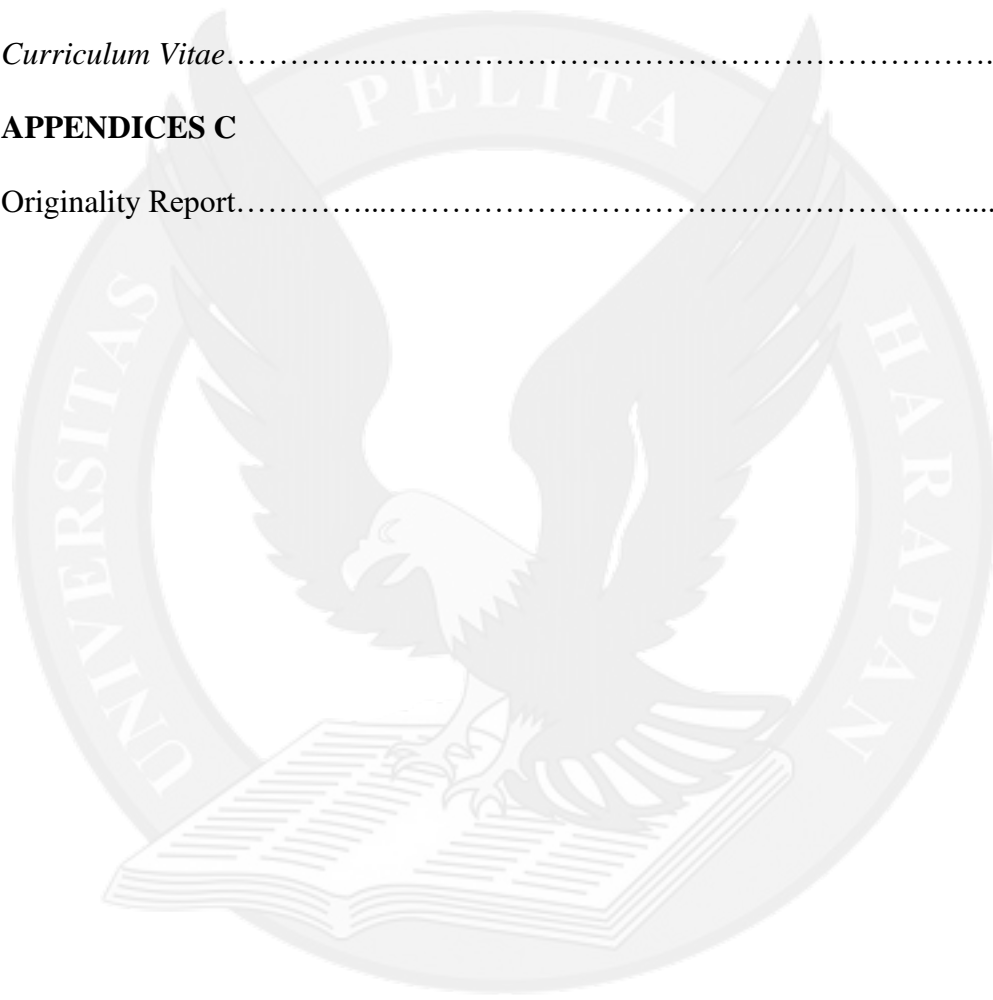 Curriculum Vitae…………...…………………………………………………………….
APPENDICES C
Originality Report…………...………………………………………………………....
UNIVERSITAS PELITA HARAPAN